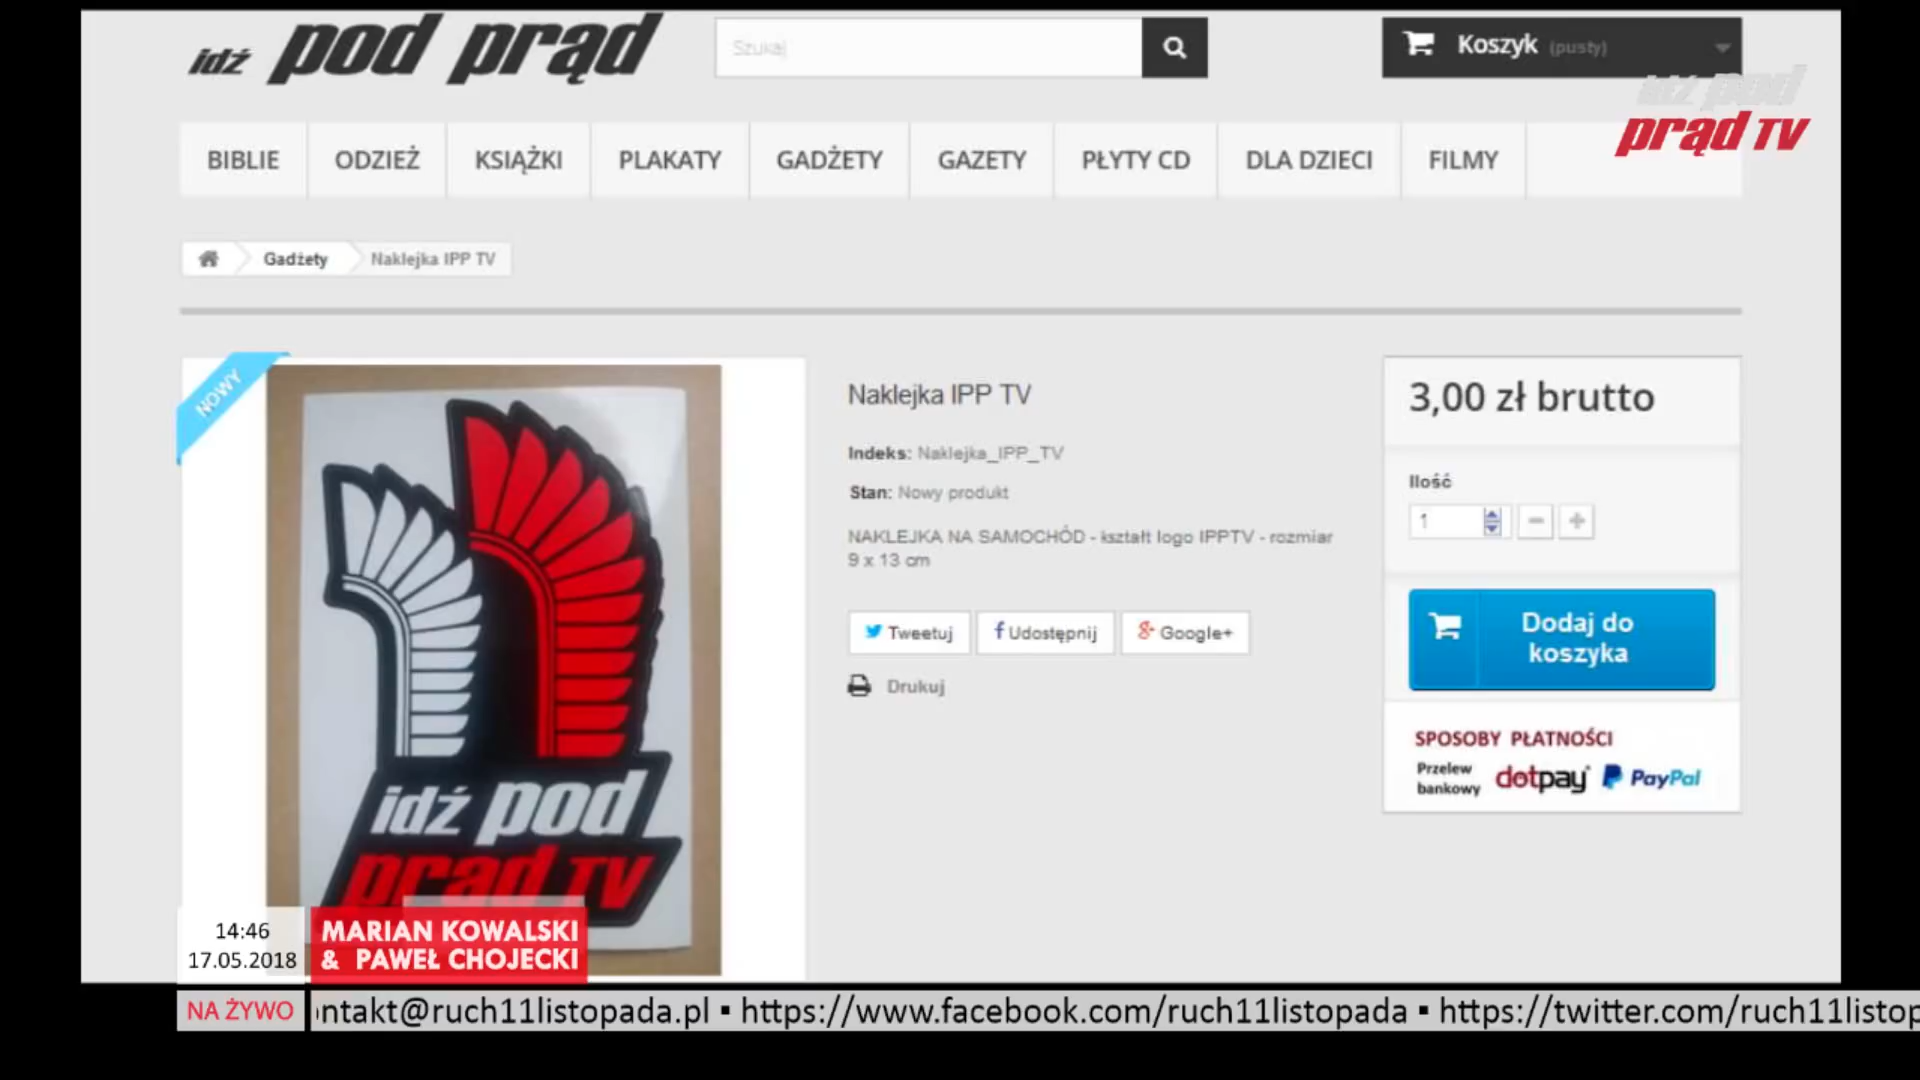 idź pod prąd
Szukaj
Koszyk (pusty)
idź pod
prąd TV
BIBLIE
ODZIEŻ
KSIĄŻKI
PLAKATY
GADŻETY
GAZETY
PŁYTY CD
DLA DZIECI
FILMY
Gadżety
Naklejka IPP TV
NOWY
idź pod
prąd TV
Naklejka IPP TV
Indeks: Naklejka_IPP_TV
Stan: Nowy produkt
NAKLEJKA NA SAMOCHÓD - kształt logo IPPTV - rozmiar
9 x 13 cm
Tweetuj
Udostępnij
Google+
Drukuj
3,00 zł brutto
Ilość
1
Dodaj do
koszyka
SPOSOBY PŁATNOŚCI
Przelew
bankowy
dotpay
PayPal
14:46
17.05.2018
MARIAN KOWALSKI
& PAWEŁ CHOJECKI
NA ŻYWO
ntakt@ruch11listopada.pl ▪ https://www.facebook.com/ruch11listopada ▪ https://twitter.com/ruch11listop